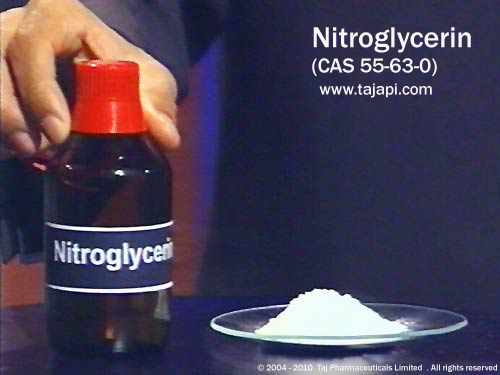 Nitroglycerin
(CAS 55-63-0)
www.tajapi.com
Nitroglycerin
© 2004 - 2010 Taj Pharmaceuticals Limited . All rights reserved